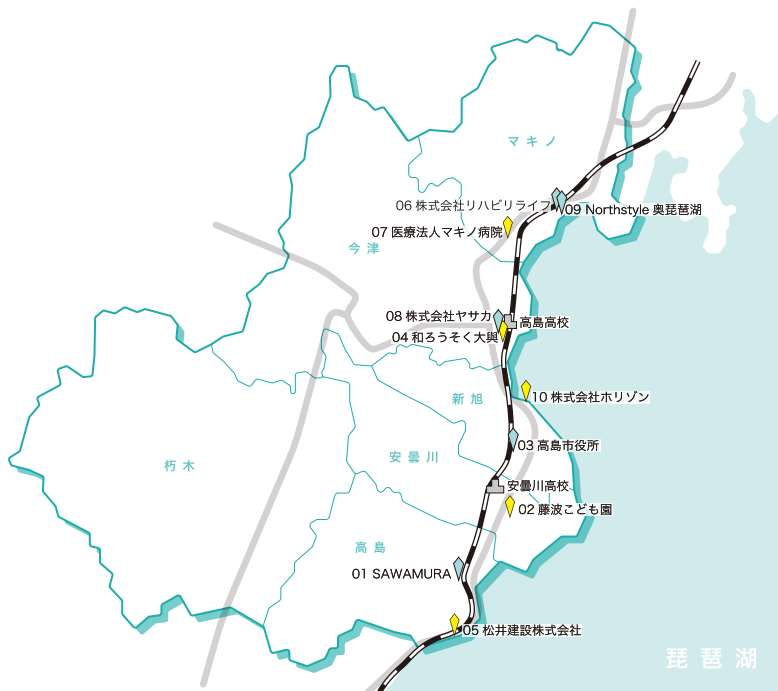 マキノ
06 株式会社リハビリライフ
09 Northstyle 奥琵琶湖
07 医療法人マキノ病院
今津
08 株式会社ヤサカ
高島高校
04 和ろうそく大與
新旭
10 株式会社ホリゾン
03 高島市役所
安曇川
朽木
安曇川高校
02 藤波こども園
高島
01 SAWAMURA
05 松井建設株式会社
琵琶湖